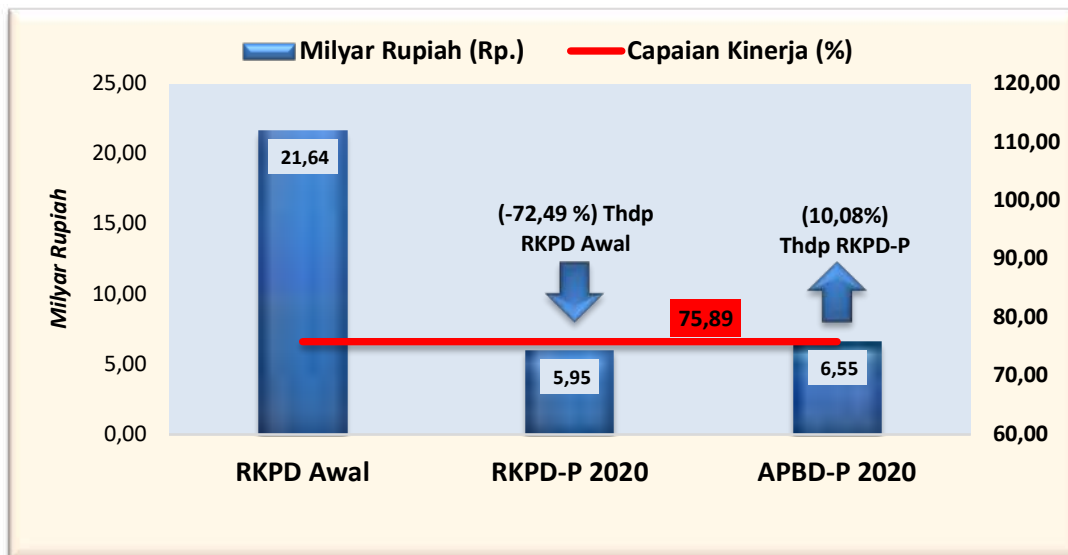 Milyar Rupiah (Rp.) Capaian Kinerja (%)
25,00
20,00
15,00
10,00
5,00
0,00
Milyar Rupiah
120,00
110,00
100,00
90,00
80,00
70,00
60,00
21,64
(-72,49 %) Thdp
RKPD Awal
(10,08%)
Thdp RKPD-P
75,89
5,95
6,55
RKPD Awal
RKPD-P 2020
APBD-P 2020